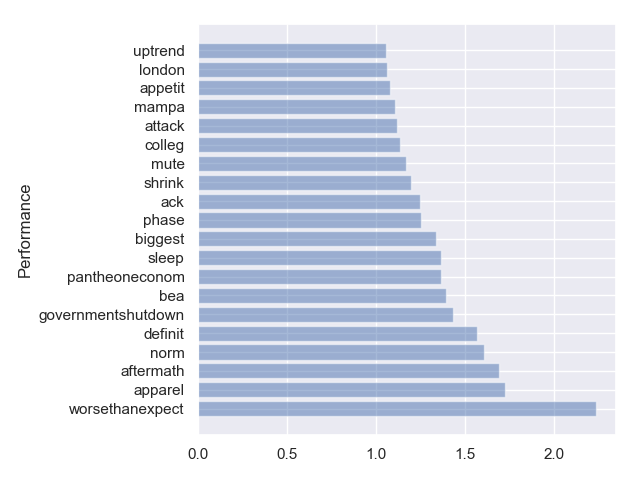 uptrend
london
appetit
mampa
attack
colleg
mute
shrink
ack
phase
biggest
sleep
pantheoneconom
bea
governmentshutdown
definit
norm
aftermath
apparel
worsethanexpect
Performance
0.0 0.5 1.0 1.5 2.0